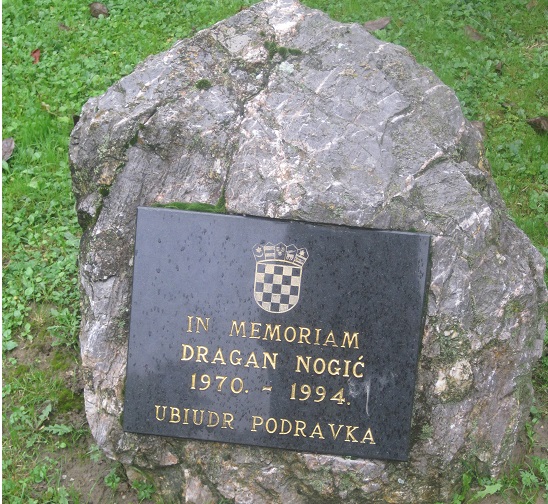 IN MEMORIAM
DRAGAN NOGIĆ
1970. - 1994.
UBIUDR PODRAVKA